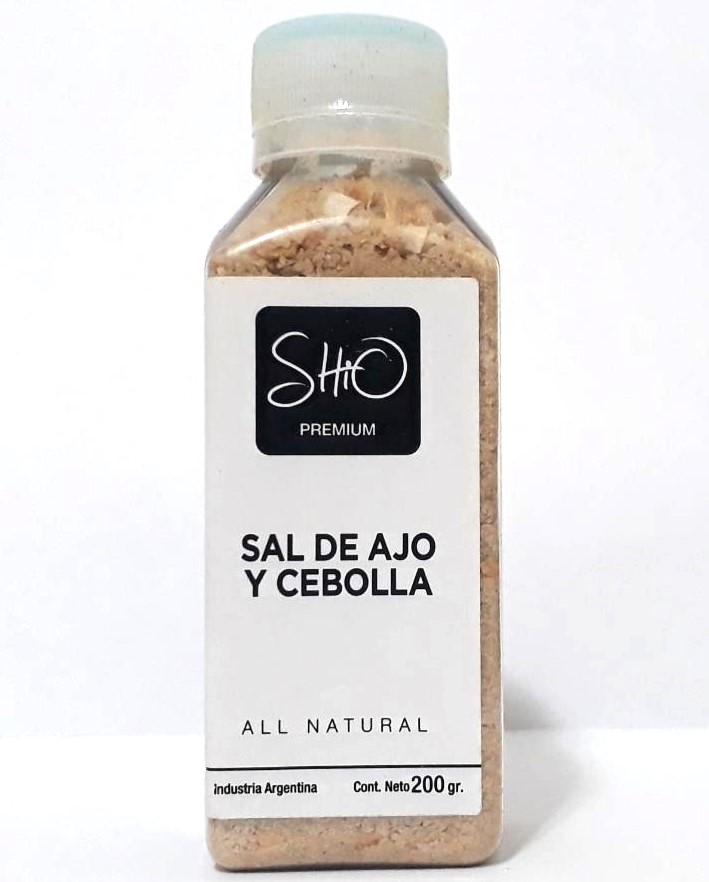 SHiO
PREMIUM
SAL DE AJO
Y CEBOLLA
ALL NATURAL
Industria Argentina Cont. Neto 200 gr.